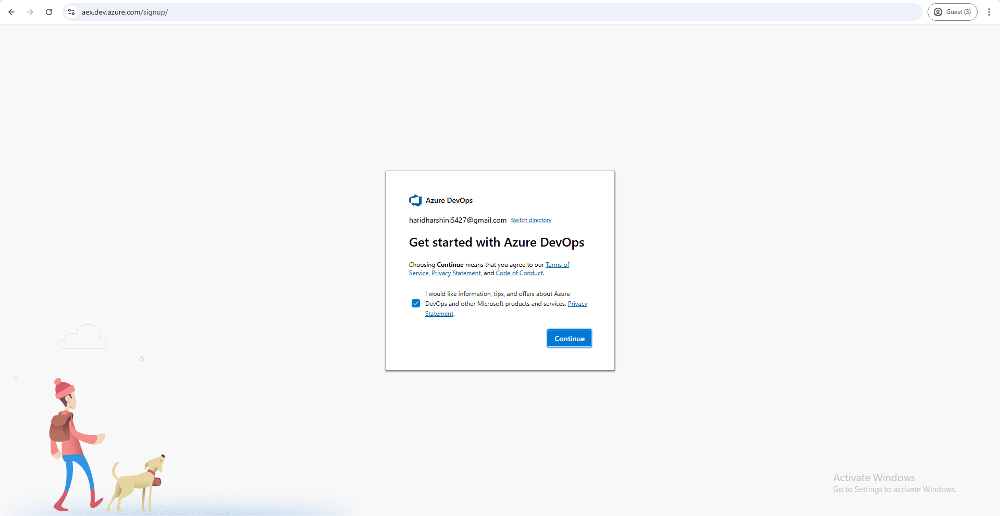 aex.dev.azure.com/signup/
Guest (3)
Azure DevOps
haridharshini5427@gmail.com Switch directory
Get started with Azure DevOps
Choosing Continue means that you agree to our Terms of
Service, Privacy Statement, and Code of Conduct.
I would like information, tips, and offers about Azure
DevOps and other Microsoft products and services. Privacy
Statement.
Continue
Activate Windows
Go to Settings to activate Windows.